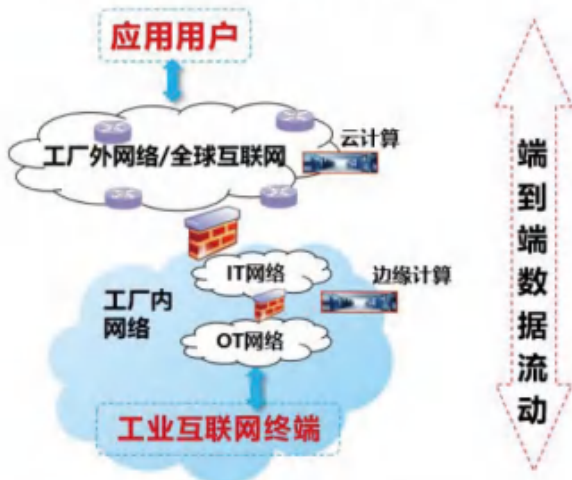 应用用户
工厂外网络/全球互联网
云计算
IT网络
工厂内
网络
边缘计算
OT网络
工业互联网终端
端到端数据流动